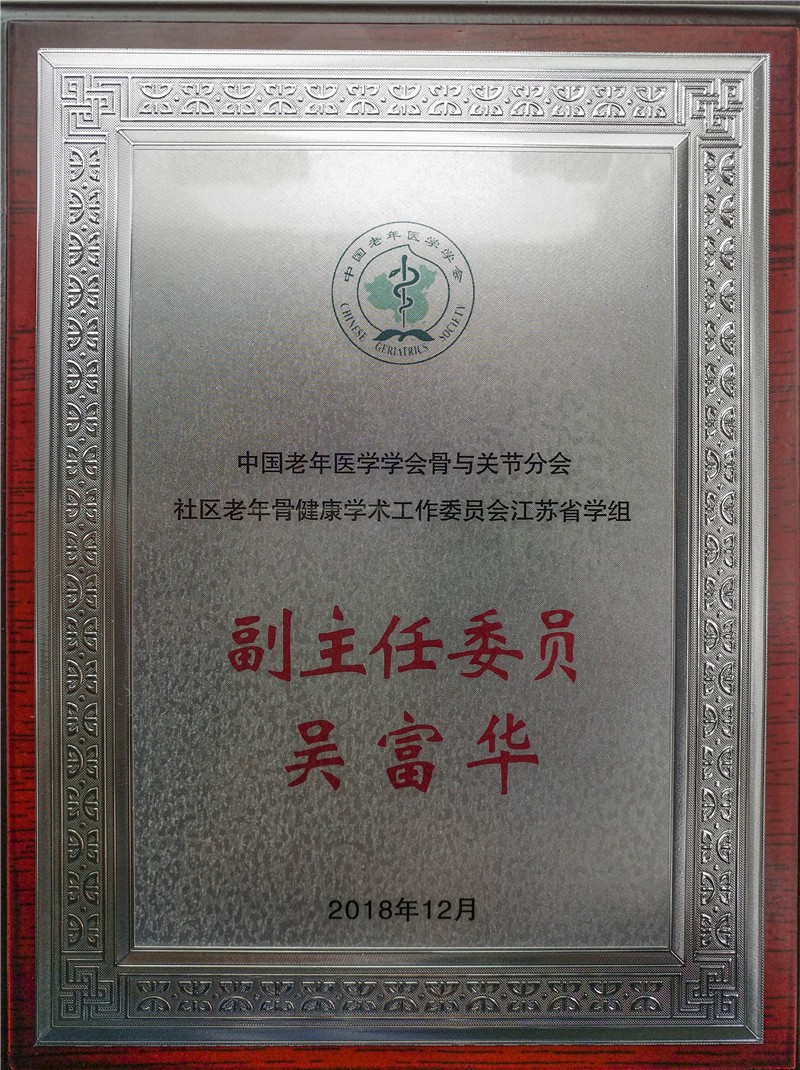 中国老年医学学会
CHINESE GERIATRICS SOCIETY
中国老年医学学会骨与关节分会
社区老年骨健康学术工作委员会江苏省学组
副主任委员
吴富华
2018年12月